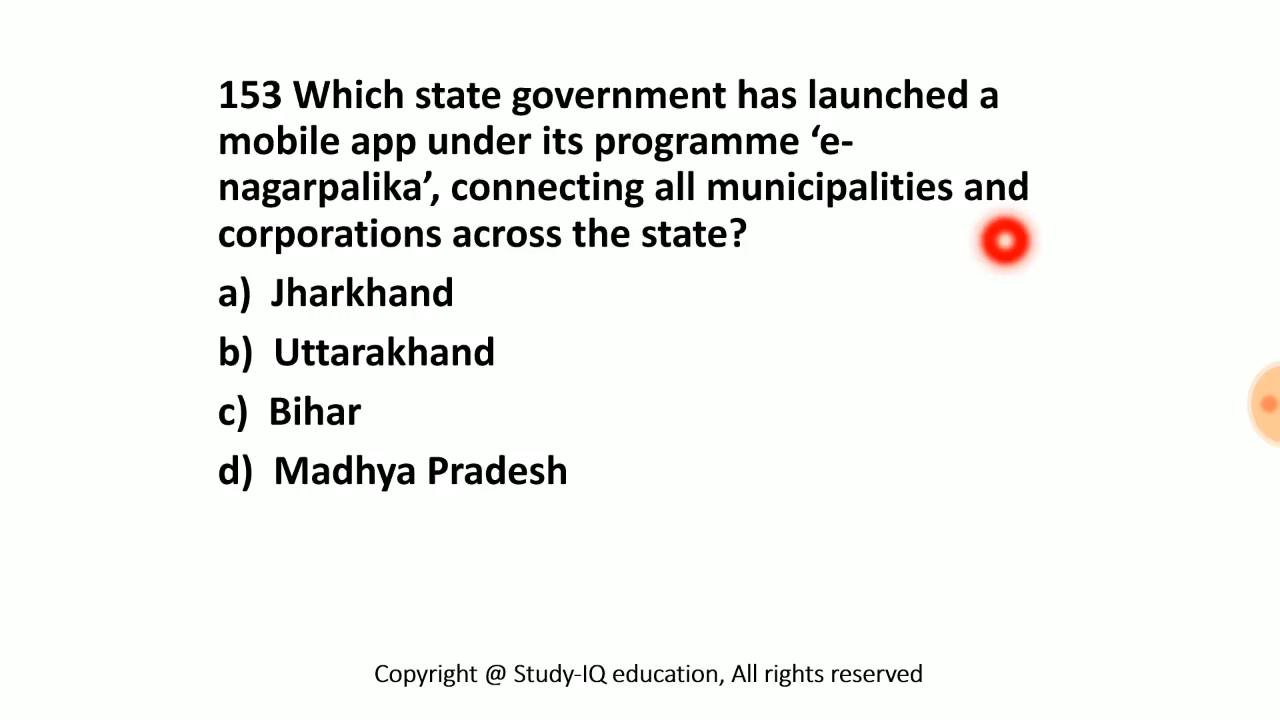 153 Which state government has launched a
mobile app under its programme ‘e-
nagarpalika’, connecting all municipalities and
corporations across the state?
a) Jharkhand
b) Uttarakhand
c) Bihar
d) Madhya Pradesh
Copyright @ Study-IQ education, All rights reserved